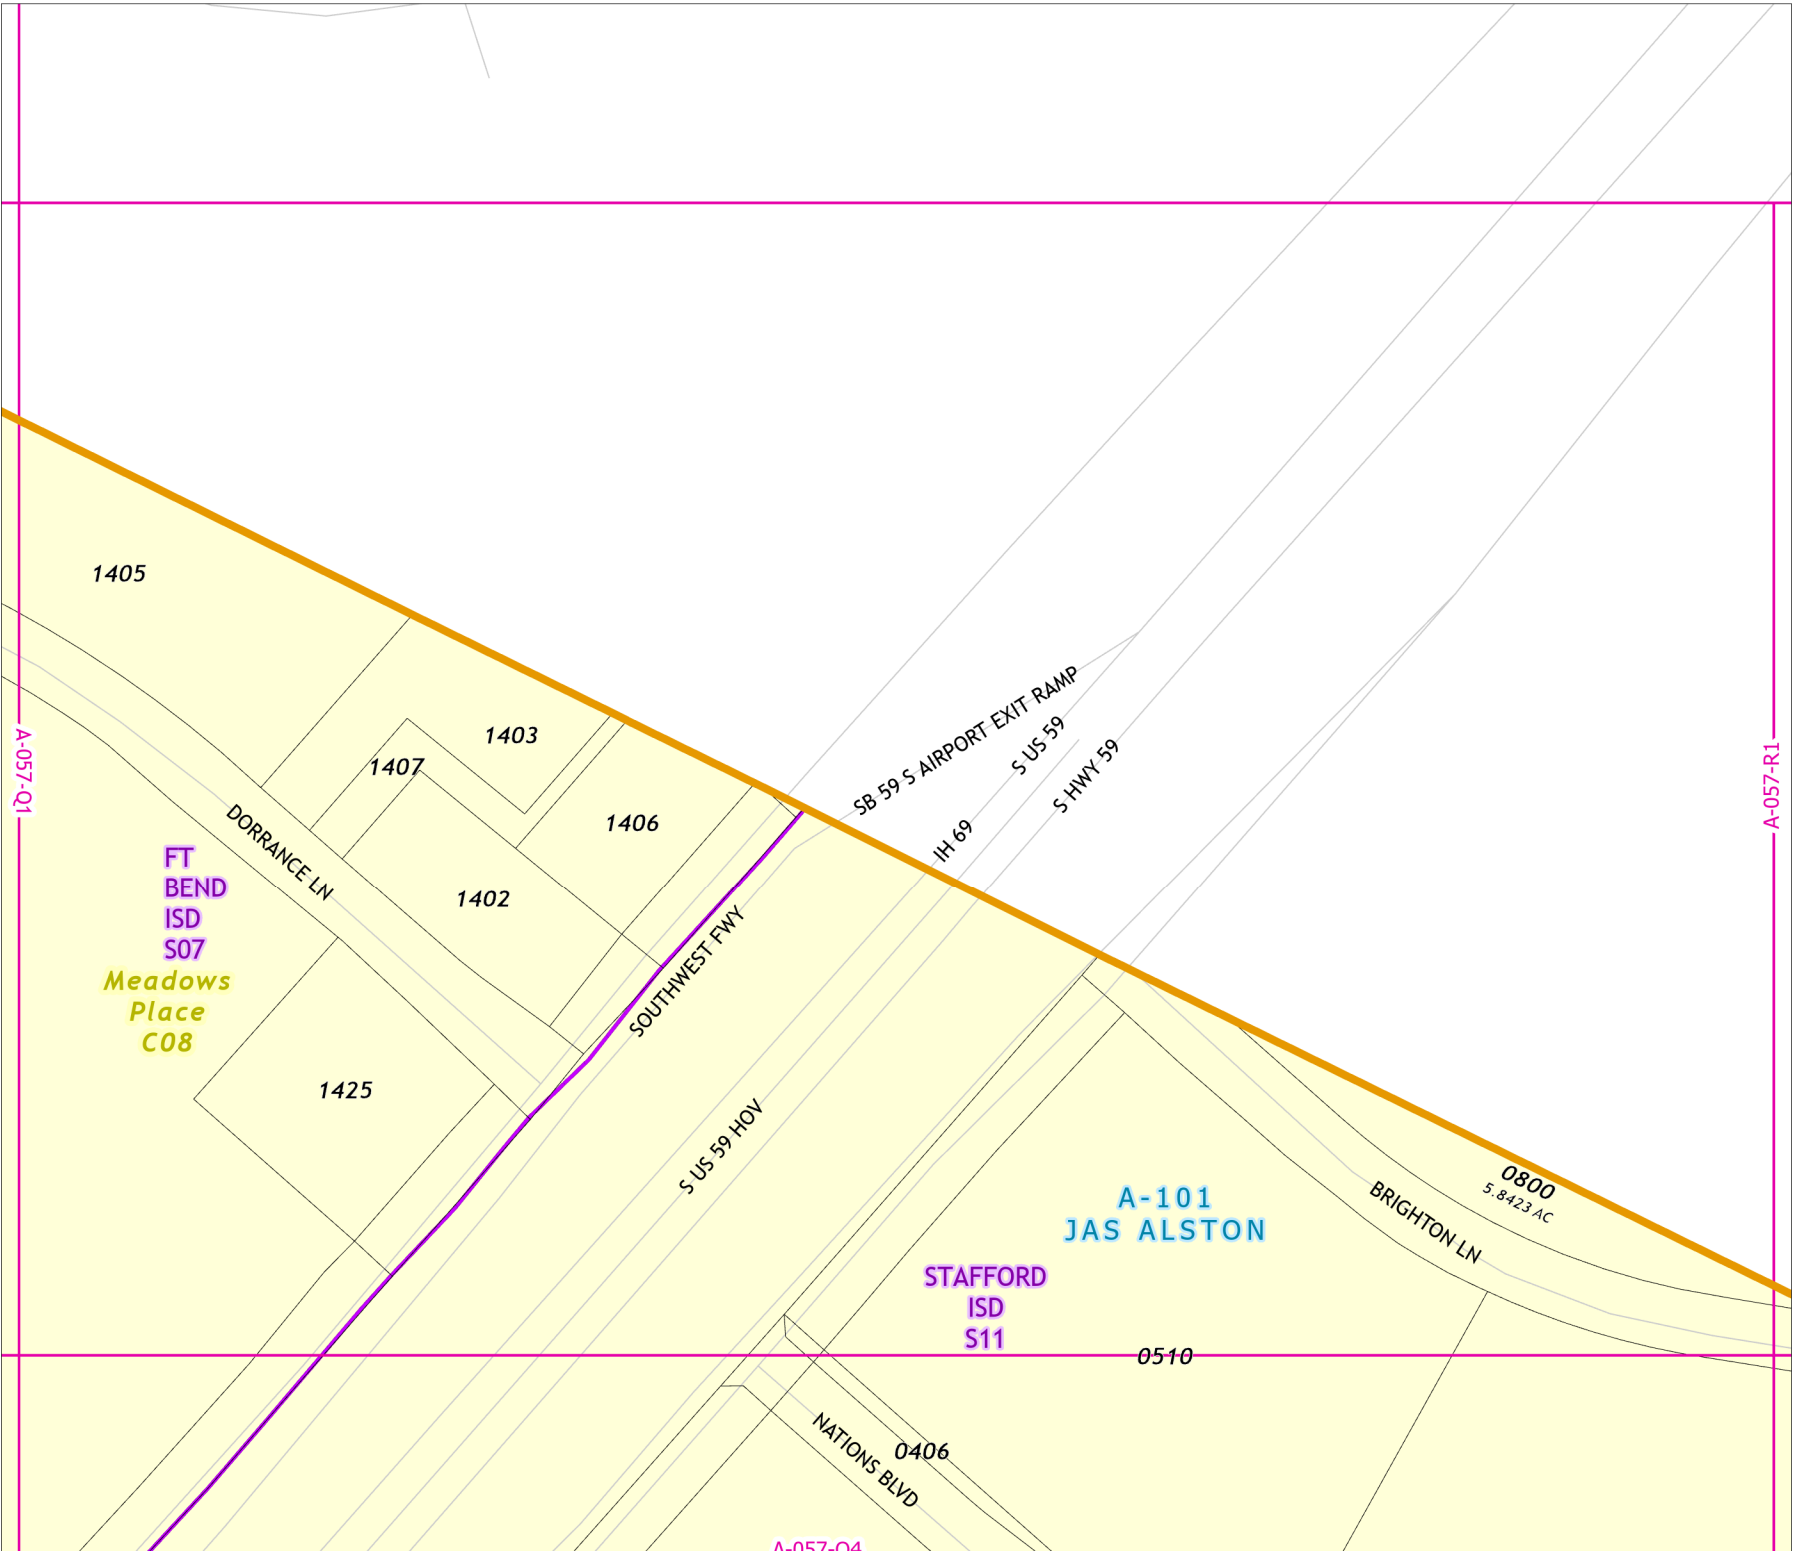 1405
SB 59 S AIRPORT EXIT RAMP
S US 59
S HWY 59
IH 69
1403
1407
1406
1402
A-057-Q1
A-057-R1
DORRANCE LN
SOUTHWEST FWY
FT
BEND
ISD
S07
Meadows
Place
C08
1425
S US 59 HOV
A-101
JAS ALSTON
STAFFORD
ISD
S11
0800
5.8423 AC
BRIGHTON LN
0510
0406
NATIONS BLVD
A-057-Q4